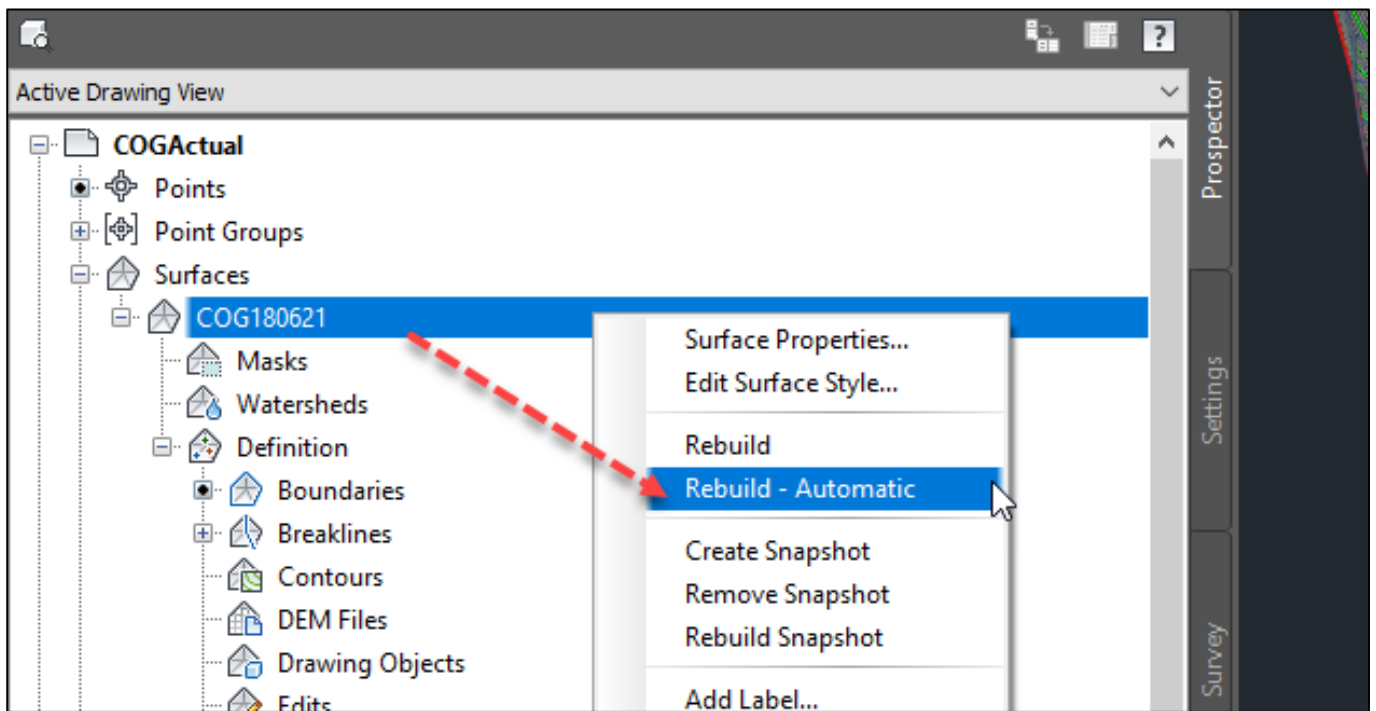 ?
Active Drawing View
COGActual
Points
Point Groups
Surfaces
COG180621
Masks
Watersheds
Definition
Boundaries
Breaklines
Contours
DEM Files
Drawing Objects
Edits
Surface Properties...
Edit Surface Style...
Rebuild
Rebuild - Automatic
Create Snapshot
Remove Snapshot
Rebuild Snapshot
Add Label...
Prospector
Settings
Survey